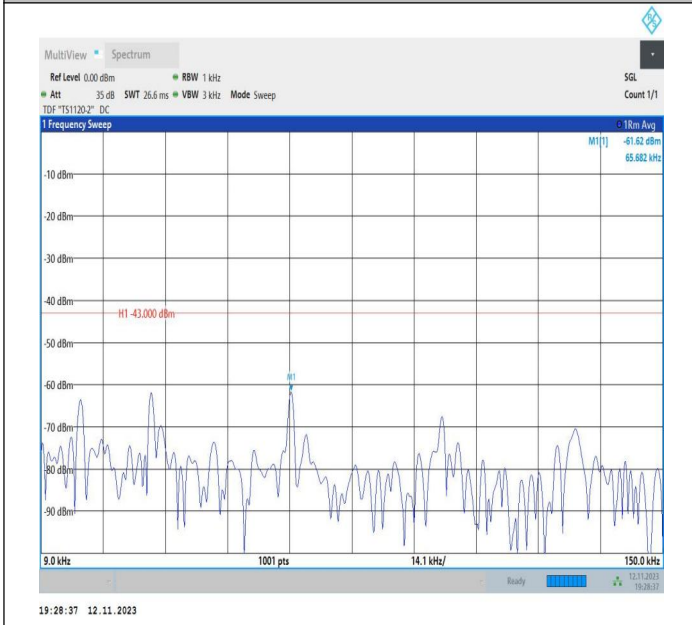 MultiView Spectrum
Ref Level 0.00 dBm RBW 1 kHz SGL
Att 35 dB SWT 26.6 ms VBW 3 kHz Mode Sweep Count 1/1
TDF "TS1120-2" DC
1 Frequency Sweep 1Rm Avg
M1[1] -61.62 dBm
65.682 kHz
-10 dBm
-20 dBm
-30 dBm
-40 dBm
H1 -43.000 dBm
-50 dBm
M1
-60 dBm
-70 dBm
-80 dBm
-90 dBm
9.0 kHz 1001 pts 14.1 kHz/ 150.0 kHz
Ready 12.11.2023
19:28:37
19:28:37 12.11.2023